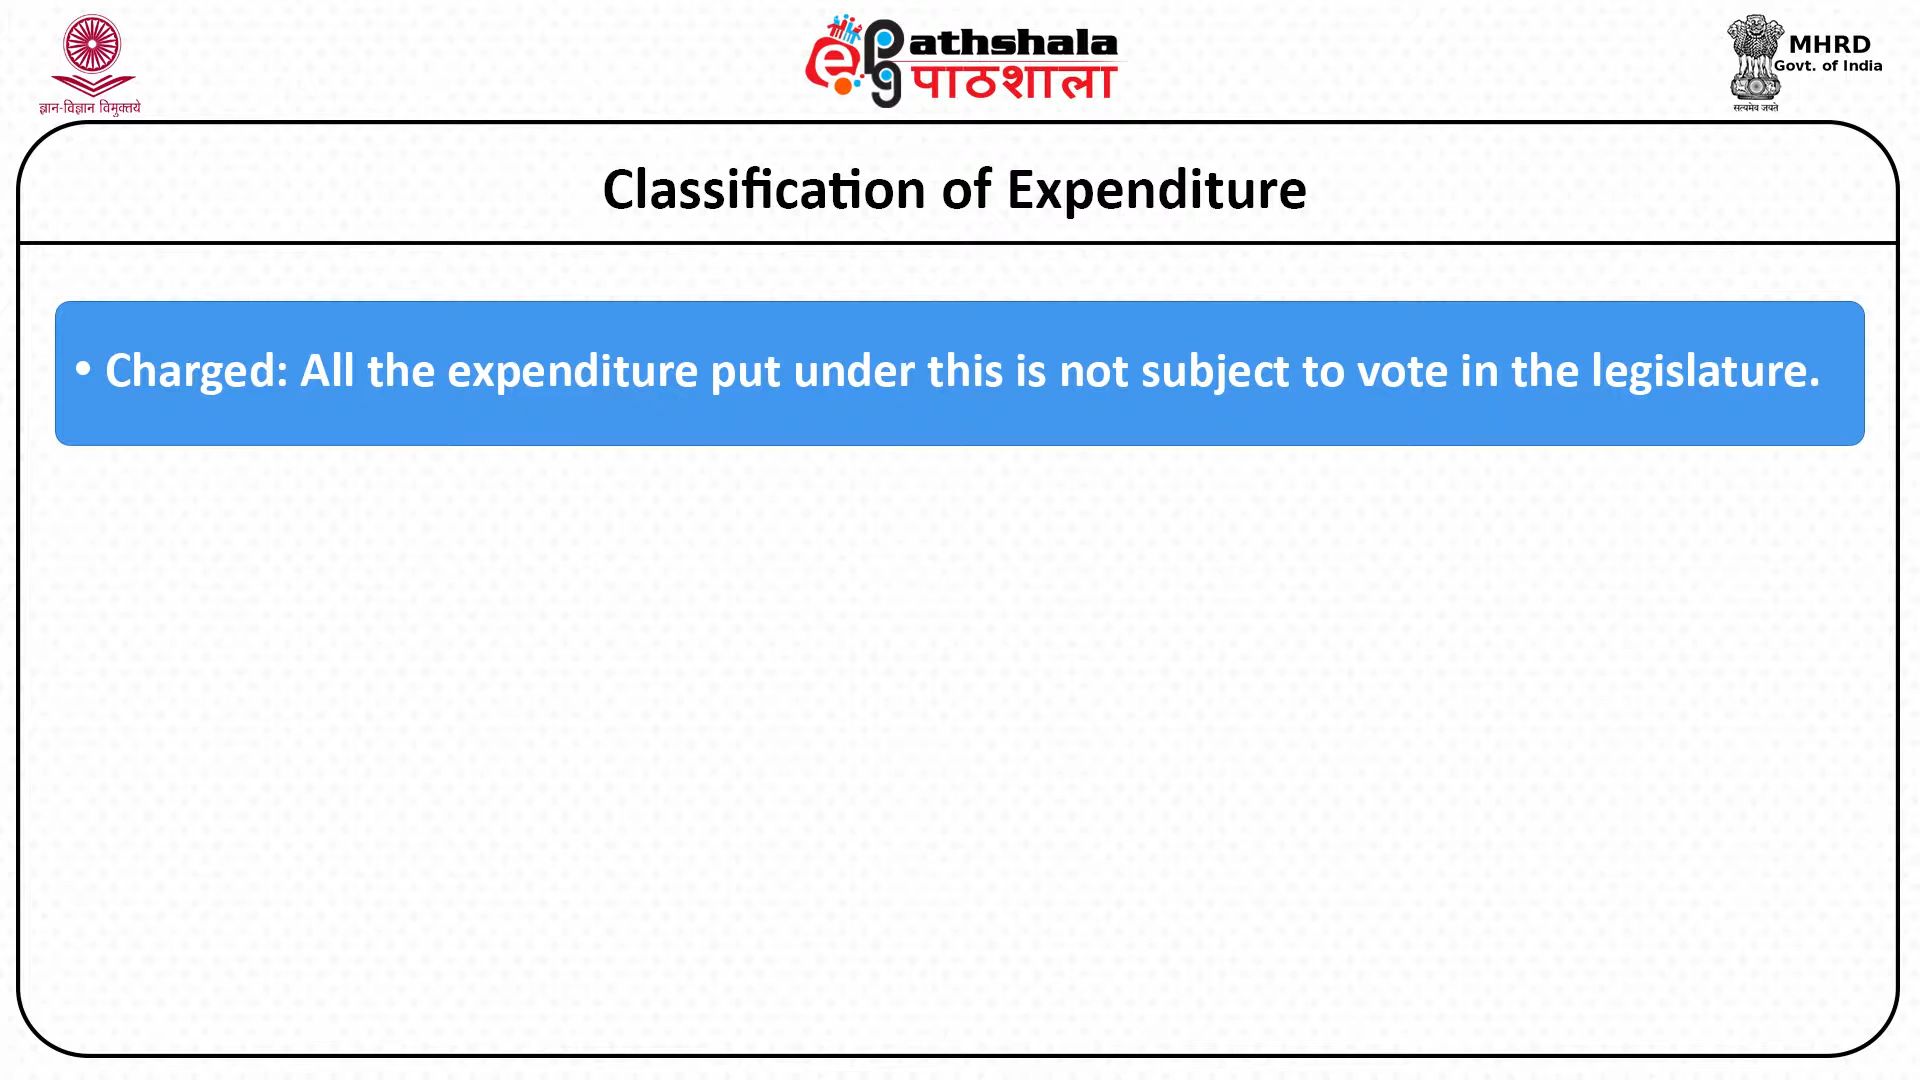 ज्ञान-विज्ञान विमुक्तये
e
pg
athshala
पाठशाला
MHRD
Govt. of India
सत्यमेव जयते
Classification of Expenditure
• Charged: All the expenditure put under this is not subject to vote in the legislature.